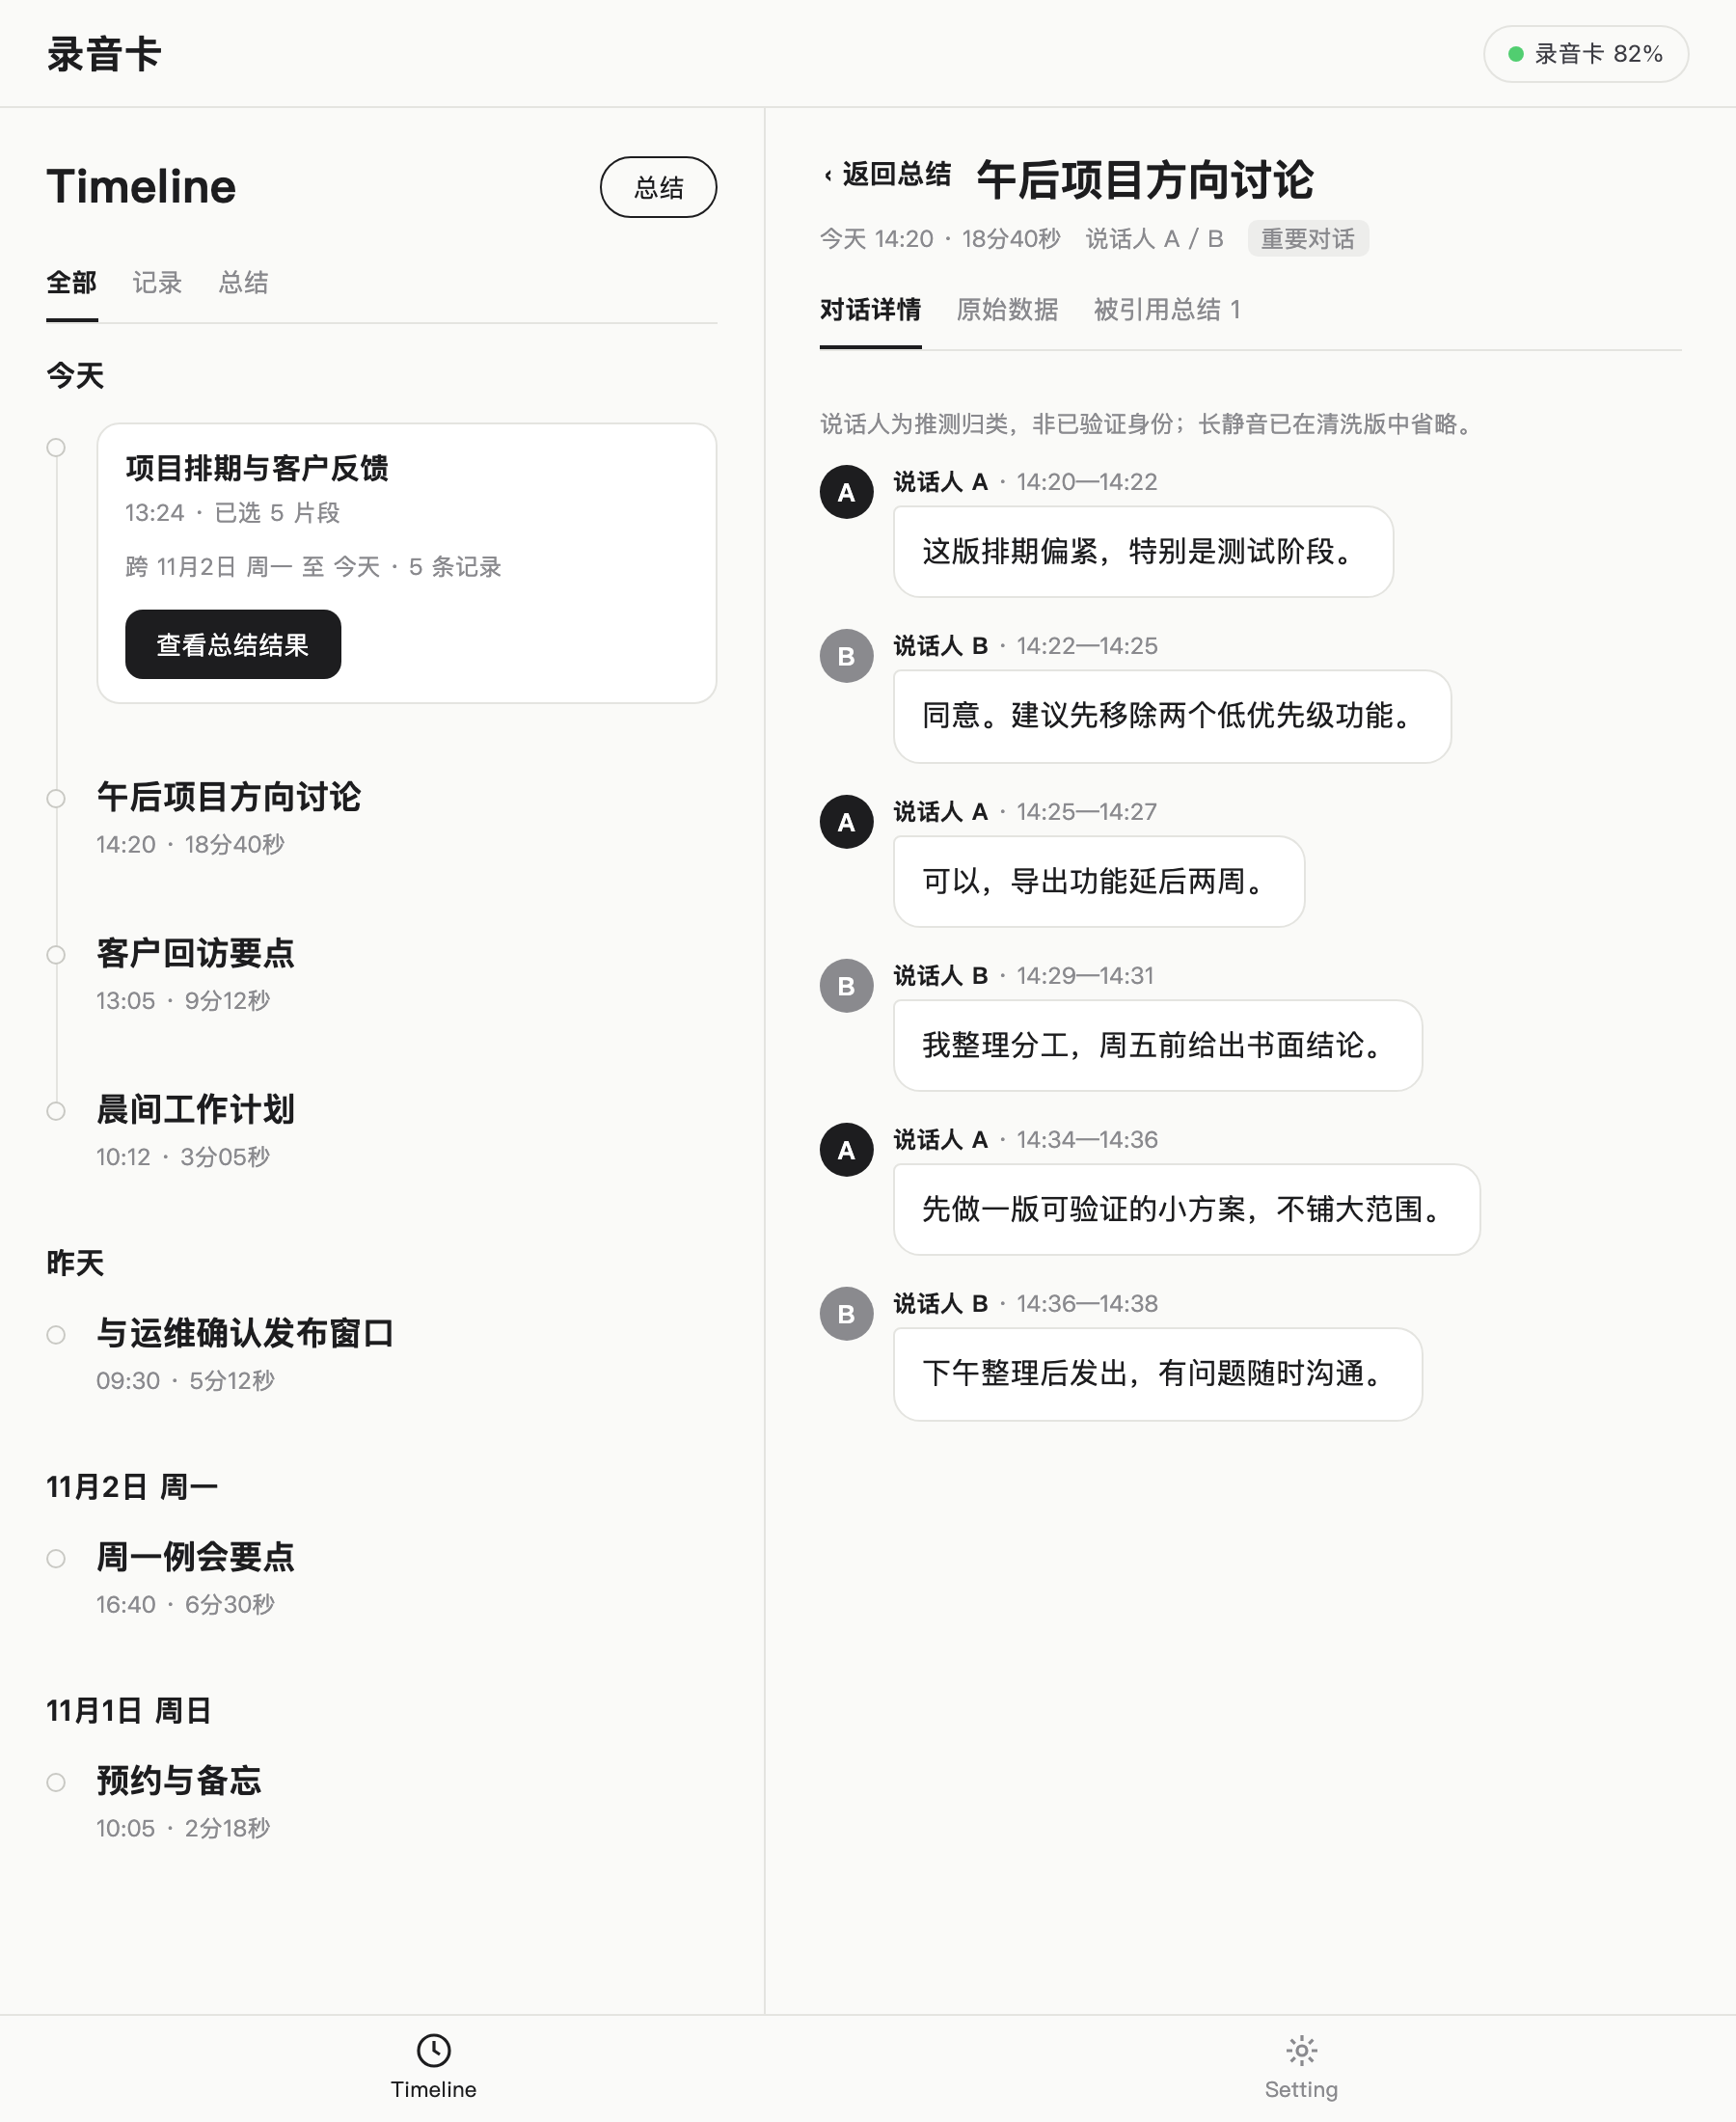 录音卡
录音卡 82%
Timeline
总结
全部 记录 总结
今天
项目排期与客户反馈
13:24 · 已选 5 片段
跨 11月2日 周一 至 今天 · 5 条记录
查看总结结果
午后项目方向讨论
14:20 · 18分40秒
客户回访要点
13:05 · 9分12秒
晨间工作计划
10:12 · 3分05秒
昨天
与运维确认发布窗口
09:30 · 5分12秒
11月2日 周一
周一例会要点
16:40 · 6分30秒
11月1日 周日
预约与备忘
10:05 · 2分18秒
‹ 返回总结 午后项目方向讨论
今天 14:20 · 18分40秒 说话人 A / B 重要对话
对话详情 原始数据 被引用总结 1
说话人为推测归类，非已验证身份；长静音已在清洗版中省略。
A 说话人 A · 14:20—14:22
这版排期偏紧，特别是测试阶段。
B 说话人 B · 14:22—14:25
同意。建议先移除两个低优先级功能。
A 说话人 A · 14:25—14:27
可以，导出功能延后两周。
B 说话人 B · 14:29—14:31
我整理分工，周五前给出书面结论。
A 说话人 A · 14:34—14:36
先做一版可验证的小方案，不铺大范围。
B 说话人 B · 14:36—14:38
下午整理后发出，有问题随时沟通。
Timeline
Setting